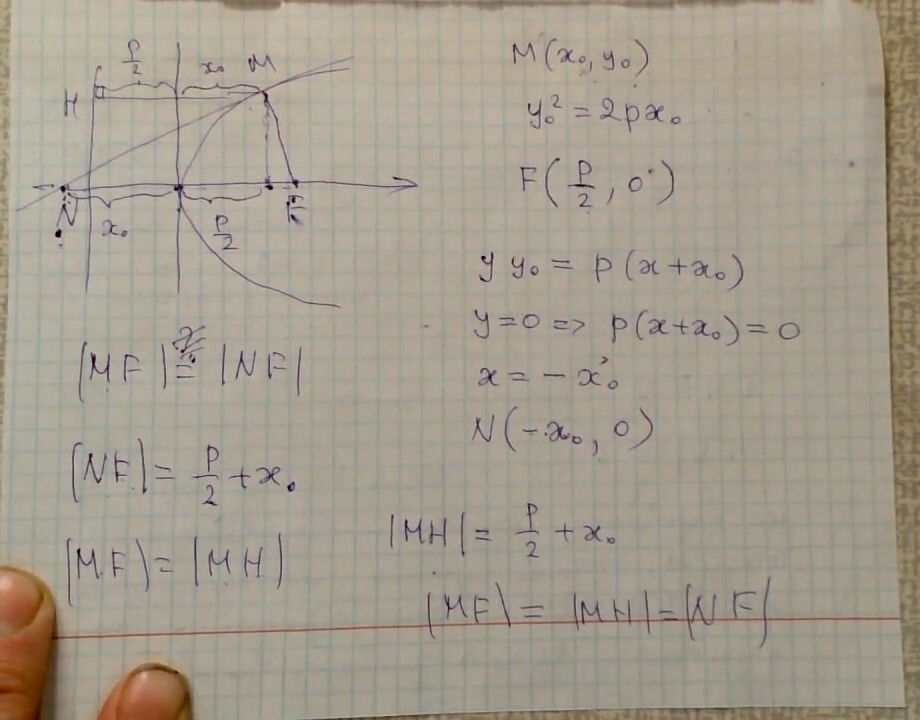 p/2
x₀ M
H
N x₀ p/2 F
M(x₀, y₀)
y₀² = 2px₀
F(p/2, 0)
y y₀ = p(x+x₀)
y=0 => p(x+x₀)=0
x = -x₀
N(-x₀, 0)
|MF| = |NF|
|NF| = p/2 + x₀
|MF| = |MH|
|MH| = p/2 + x₀
|MF| = |MH| = |NF|